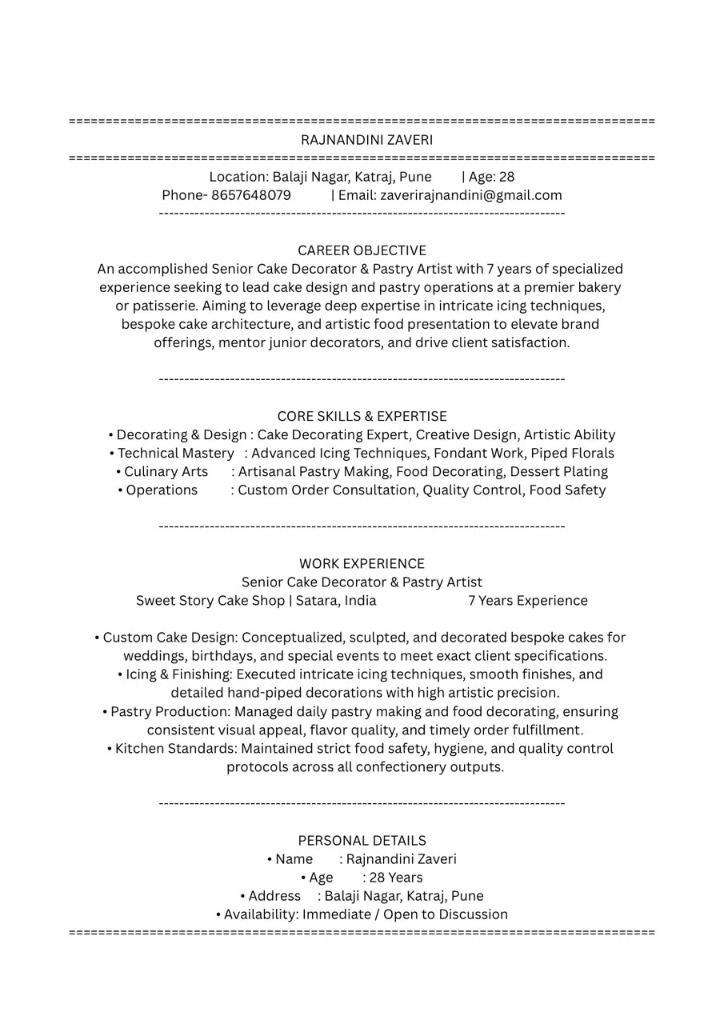 ================================================================================
RAJNANDINI ZAVERI
================================================================================
Location: Balaji Nagar, Katraj, Pune | Age: 28
Phone- 8657648079 | Email: zaverirajnandini@gmail.com
--------------------------------------------------------------------------------
CAREER OBJECTIVE
An accomplished Senior Cake Decorator & Pastry Artist with 7 years of specialized
experience seeking to lead cake design and pastry operations at a premier bakery
or patisserie. Aiming to leverage deep expertise in intricate icing techniques,
bespoke cake architecture, and artistic food presentation to elevate brand
offerings, mentor junior decorators, and drive client satisfaction.
--------------------------------------------------------------------------------
CORE SKILLS & EXPERTISE
• Decorating & Design : Cake Decorating Expert, Creative Design, Artistic Ability
• Technical Mastery : Advanced Icing Techniques, Fondant Work, Piped Florals
• Culinary Arts : Artisanal Pastry Making, Food Decorating, Dessert Plating
• Operations : Custom Order Consultation, Quality Control, Food Safety
--------------------------------------------------------------------------------
WORK EXPERIENCE
Senior Cake Decorator & Pastry Artist
Sweet Story Cake Shop | Satara, India 7 Years Experience
• Custom Cake Design: Conceptualized, sculpted, and decorated bespoke cakes for
weddings, birthdays, and special events to meet exact client specifications.
• Icing & Finishing: Executed intricate icing techniques, smooth finishes, and
detailed hand-piped decorations with high artistic precision.
• Pastry Production: Managed daily pastry making and food decorating, ensuring
consistent visual appeal, flavor quality, and timely order fulfillment.
• Kitchen Standards: Maintained strict food safety, hygiene, and quality control
protocols across all confectionery outputs.
--------------------------------------------------------------------------------
PERSONAL DETAILS
• Name : Rajnandini Zaveri
• Age : 28 Years
• Address : Balaji Nagar, Katraj, Pune
• Availability: Immediate / Open to Discussion
================================================================================